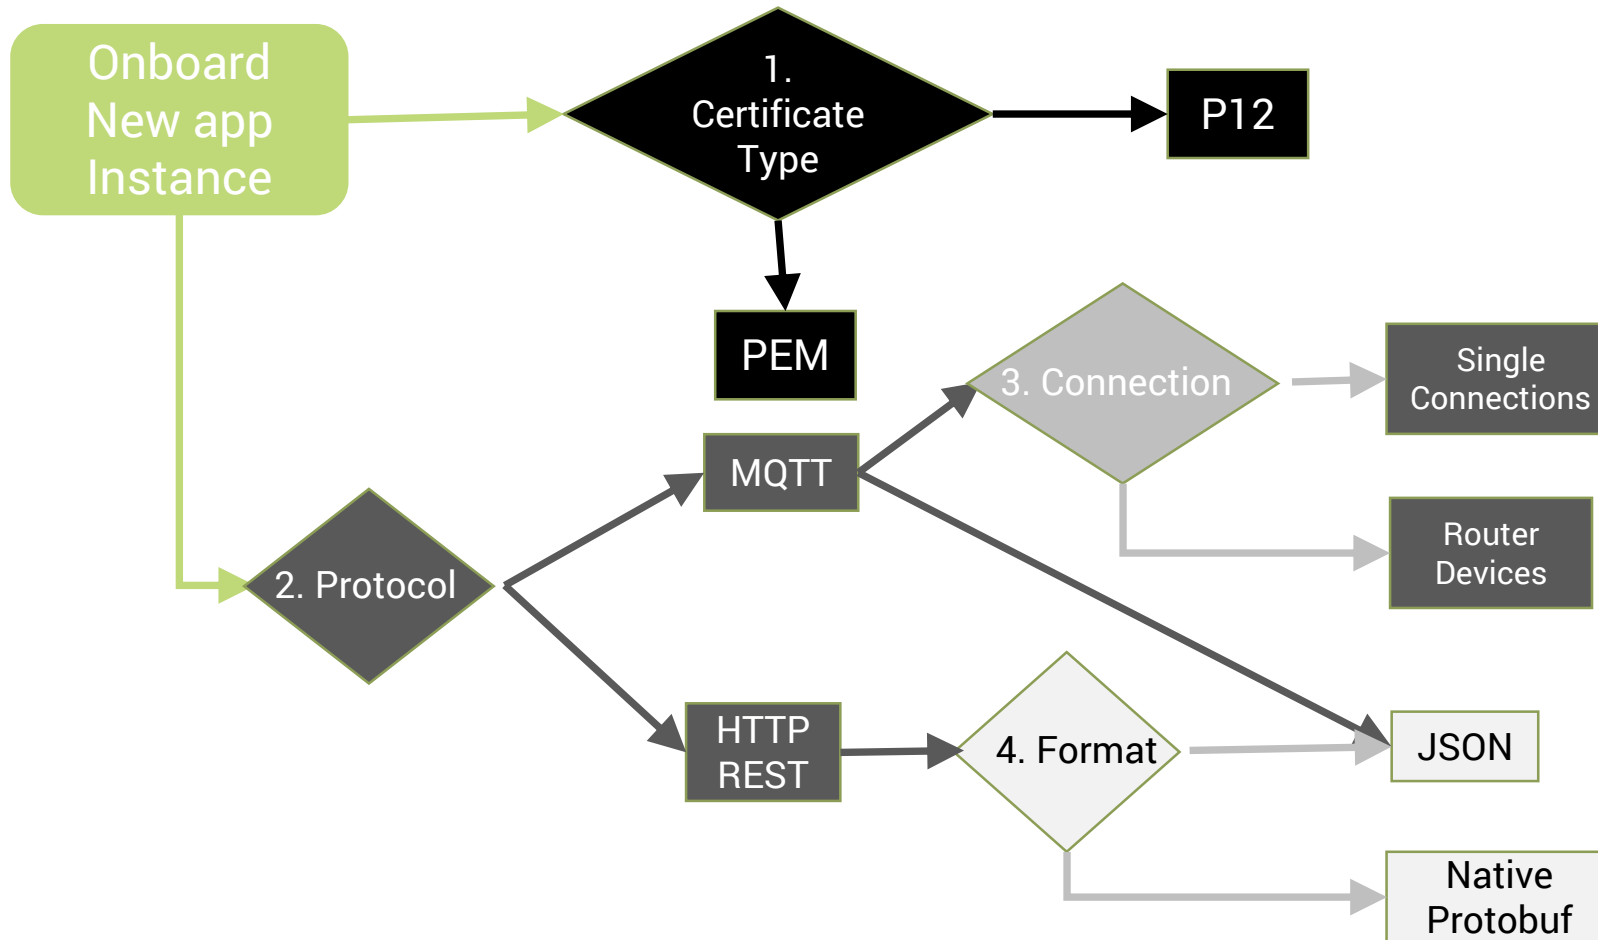 Onboard
New app
Instance
1.
Certificate
Type
P12
PEM
3. Connection
Single
Connections
MQTT
Router
Devices
2. Protocol
HTTP
REST
4. Format
JSON
Native
Protobuf